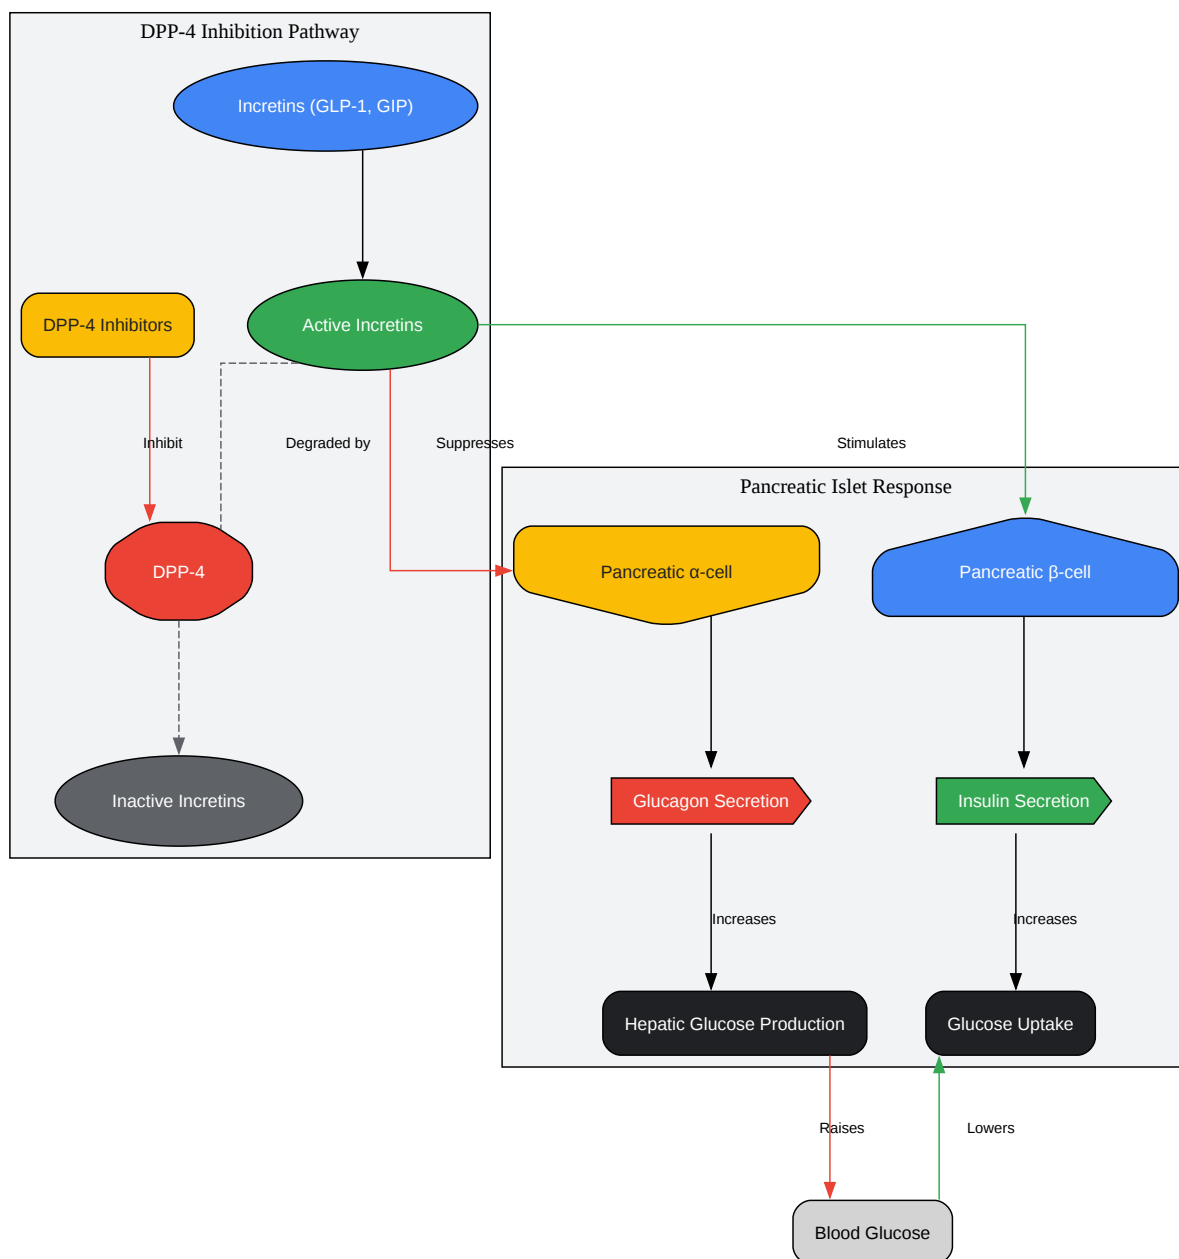 DPP-4 Inhibition Pathway
Incretins (GLP-1, GIP)
DPP-4 Inhibitors
Active Incretins
Inhibit
Degraded by
Suppresses
Stimulates
Pancreatic Islet Response
DPP-4
Pancreatic α-cell
Pancreatic β-cell
Inactive Incretins
Glucagon Secretion
Insulin Secretion
Increases
Increases
Hepatic Glucose Production
Glucose Uptake
Raises
Lowers
Blood Glucose